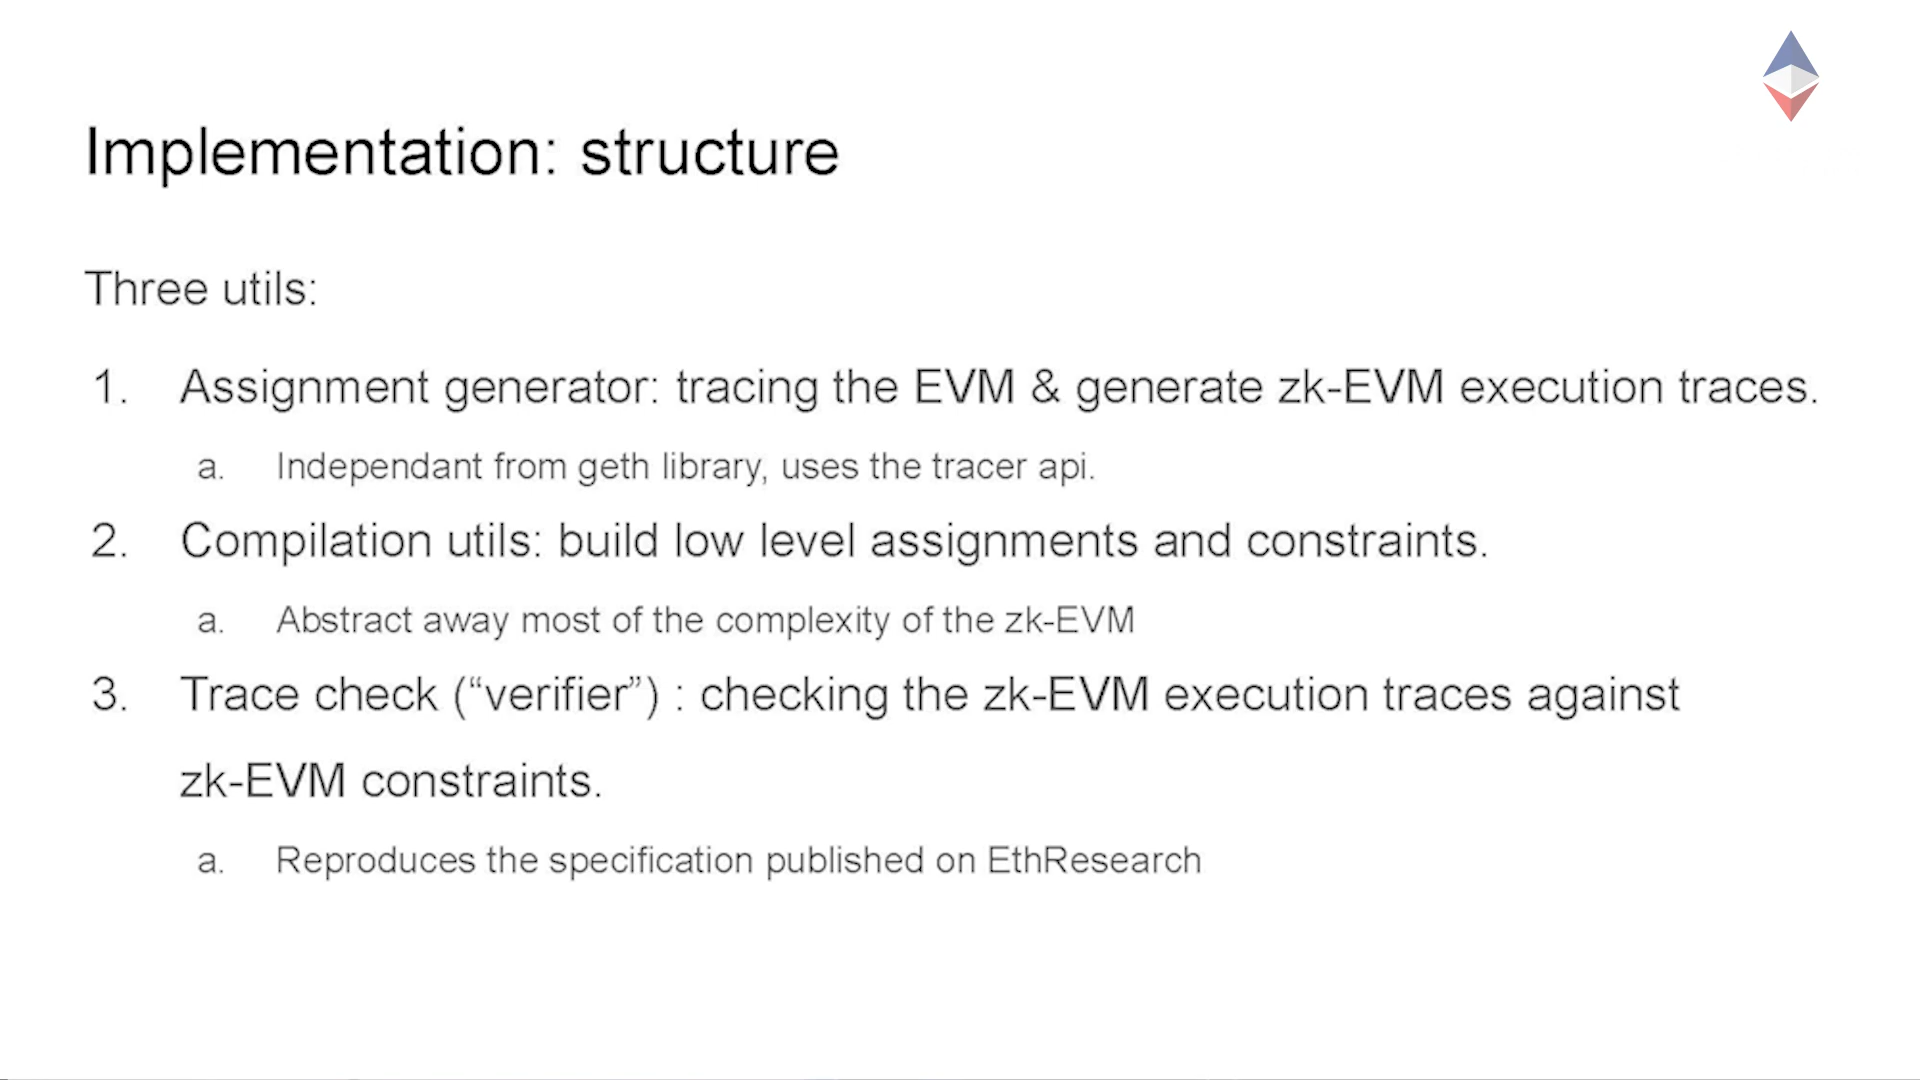 Implementation: structure
Three utils:
1. Assignment generator: tracing the EVM & generate zk-EVM execution traces.
a. Independant from geth library, uses the tracer api.
2. Compilation utils: build low level assignments and constraints.
a. Abstract away most of the complexity of the zk-EVM
3. Trace check (“verifier”) : checking the zk-EVM execution traces against
zk-EVM constraints.
a. Reproduces the specification published on EthResearch